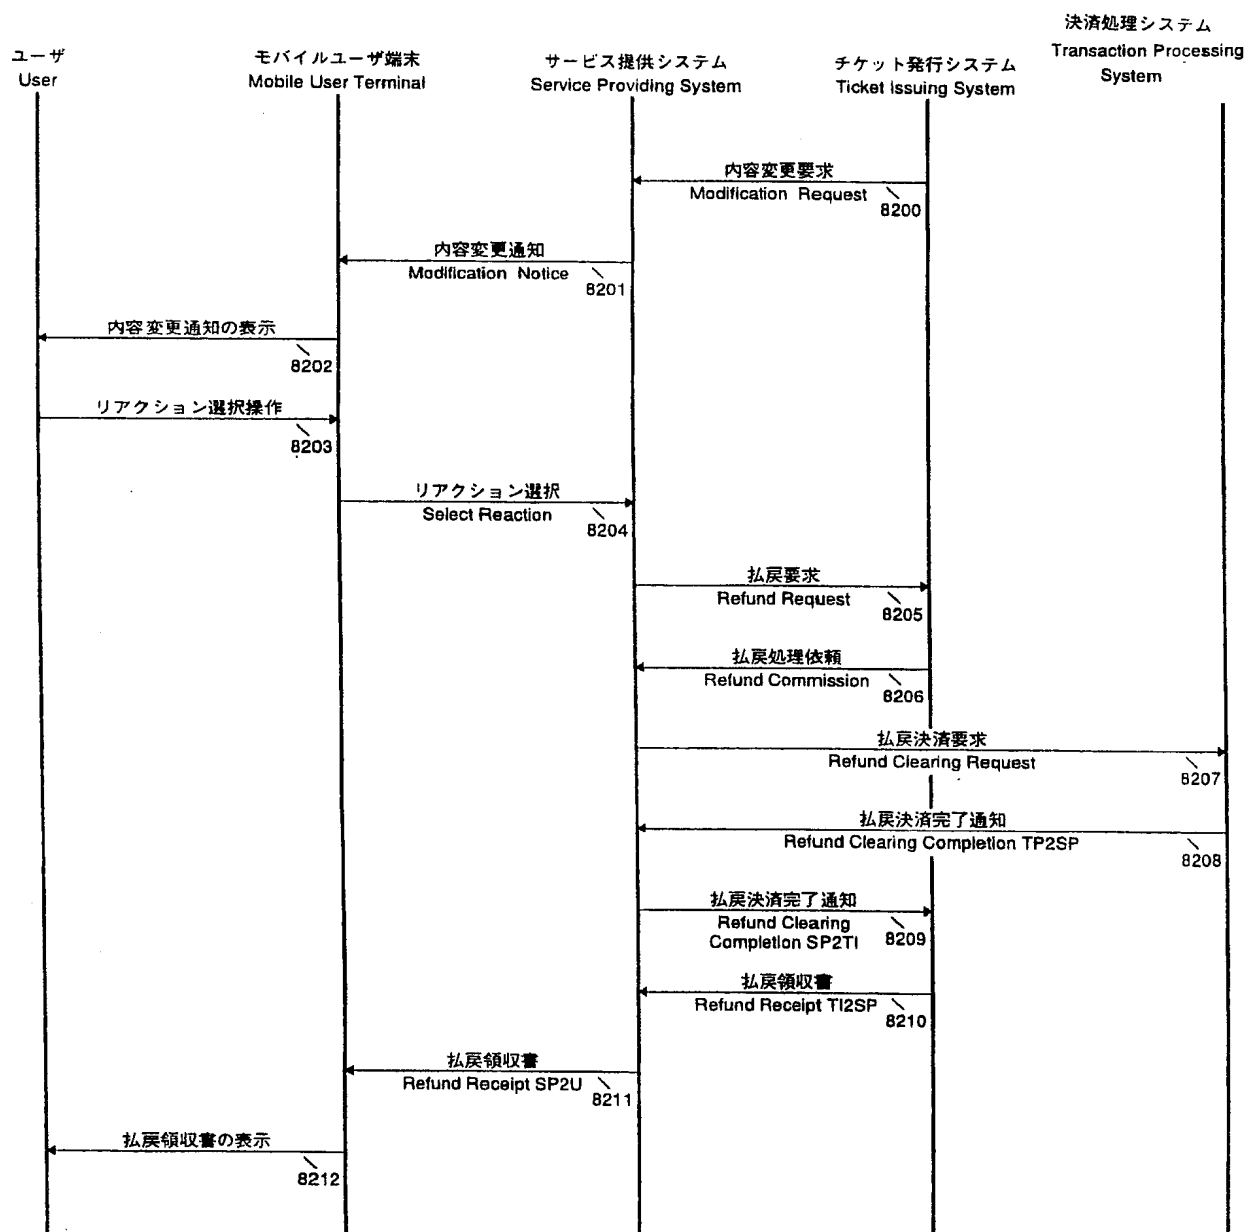 ユーザ
User
モバイルユーザ端末
Mobile User Terminal
サービス提供システム
Service Providing System
チケット発行システム
Ticket Issuing System
決済処理システム
Transaction Processing
System
内容変更要求
Modification Request
8200
内容変更通知
Modification Notice
8201
内容変更通知の表示
8202
リアクション選択操作
8203
リアクション選択
Select Reaction
8204
払戻要求
Refund Request
8205
払戻処理依頼
Refund Commission
8206
払戻決済要求
Refund Clearing Request
8207
払戻決済完了通知
Refund Clearing Completion TP2SP
8208
払戻決済完了通知
Refund Clearing
Completion SP2TI
8209
払戻領収書
Refund Receipt TI2SP
8210
払戻領収書
Refund Receipt SP2U
8211
払戻領収書の表示
8212